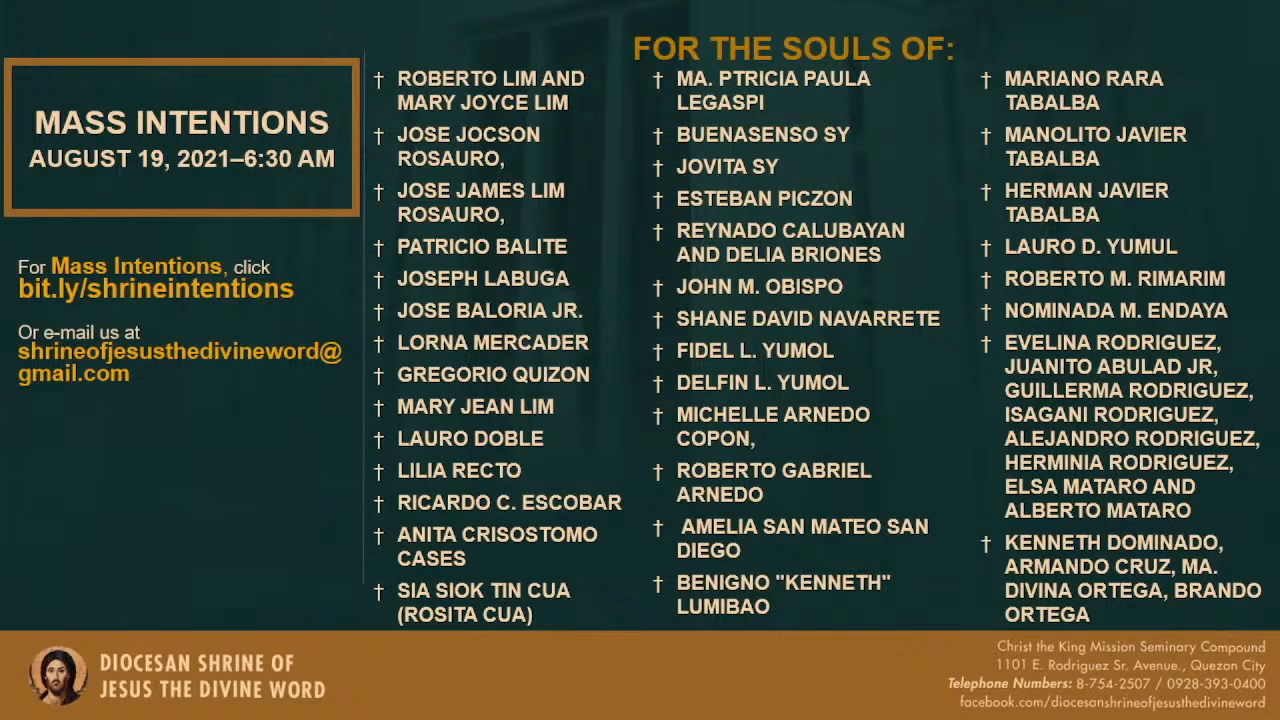 FOR THE SOULS OF:
MASS INTENTIONS
AUGUST 19, 2021–6:30 AM
For Mass Intentions, click
bit.ly/shrineintentions
Or e-mail us at
shrineofjesusthedivineword@
gmail.com
† ROBERTO LIM AND
MARY JOYCE LIM
† JOSE JOCSON
ROSAURO,
† JOSE JAMES LIM
ROSAURO,
† PATRICIO BALITE
† JOSEPH LABUGA
† JOSE BALORIA JR.
† LORNA MERCADER
† GREGORIO QUIZON
† MARY JEAN LIM
† LAURO DOBLE
† LILIA RECTO
† RICARDO C. ESCOBAR
† ANITA CRISOSTOMO
CASES
† SIA SIOK TIN CUA
(ROSITA CUA)
† MA. PTRICIA PAULA
LEGASPI
† BUENASENSO SY
† JOVITA SY
† ESTEBAN PICZON
† REYNADO CALUBAYAN
AND DELIA BRIONES
† JOHN M. OBISPO
† SHANE DAVID NAVARRETE
† FIDEL L. YUMOL
† DELFIN L. YUMOL
† MICHELLE ARNEDO
COPON,
† ROBERTO GABRIEL
ARNEDO
† AMELIA SAN MATEO SAN
DIEGO
† BENIGNO "KENNETH"
LUMIBAO
† MARIANO RARA
TABALBA
† MANOLITO JAVIER
TABALBA
† HERMAN JAVIER
TABALBA
† LAURO D. YUMUL
† ROBERTO M. RIMARIM
† NOMINADA M. ENDAYA
† EVELINA RODRIGUEZ,
JUANITO ABULAD JR,
GUILLERMA RODRIGUEZ,
ISAGANI RODRIGUEZ,
ALEJANDRO RODRIGUEZ,
HERMINIA RODRIGUEZ,
ELSA MATARO AND
ALBERTO MATARO
† KENNETH DOMINADO,
ARMANDO CRUZ, MA.
DIVINA ORTEGA, BRANDO
ORTEGA
DIOCESAN SHRINE OF
JESUS THE DIVINE WORD
Christ the King Mission Seminary Compound
1101 E. Rodriguez Sr. Avenue., Quezon City
Telephone Numbers: 8-754-2507 / 0928-393-0400
facebook.com/diocesanshrineofjesusthedivineword